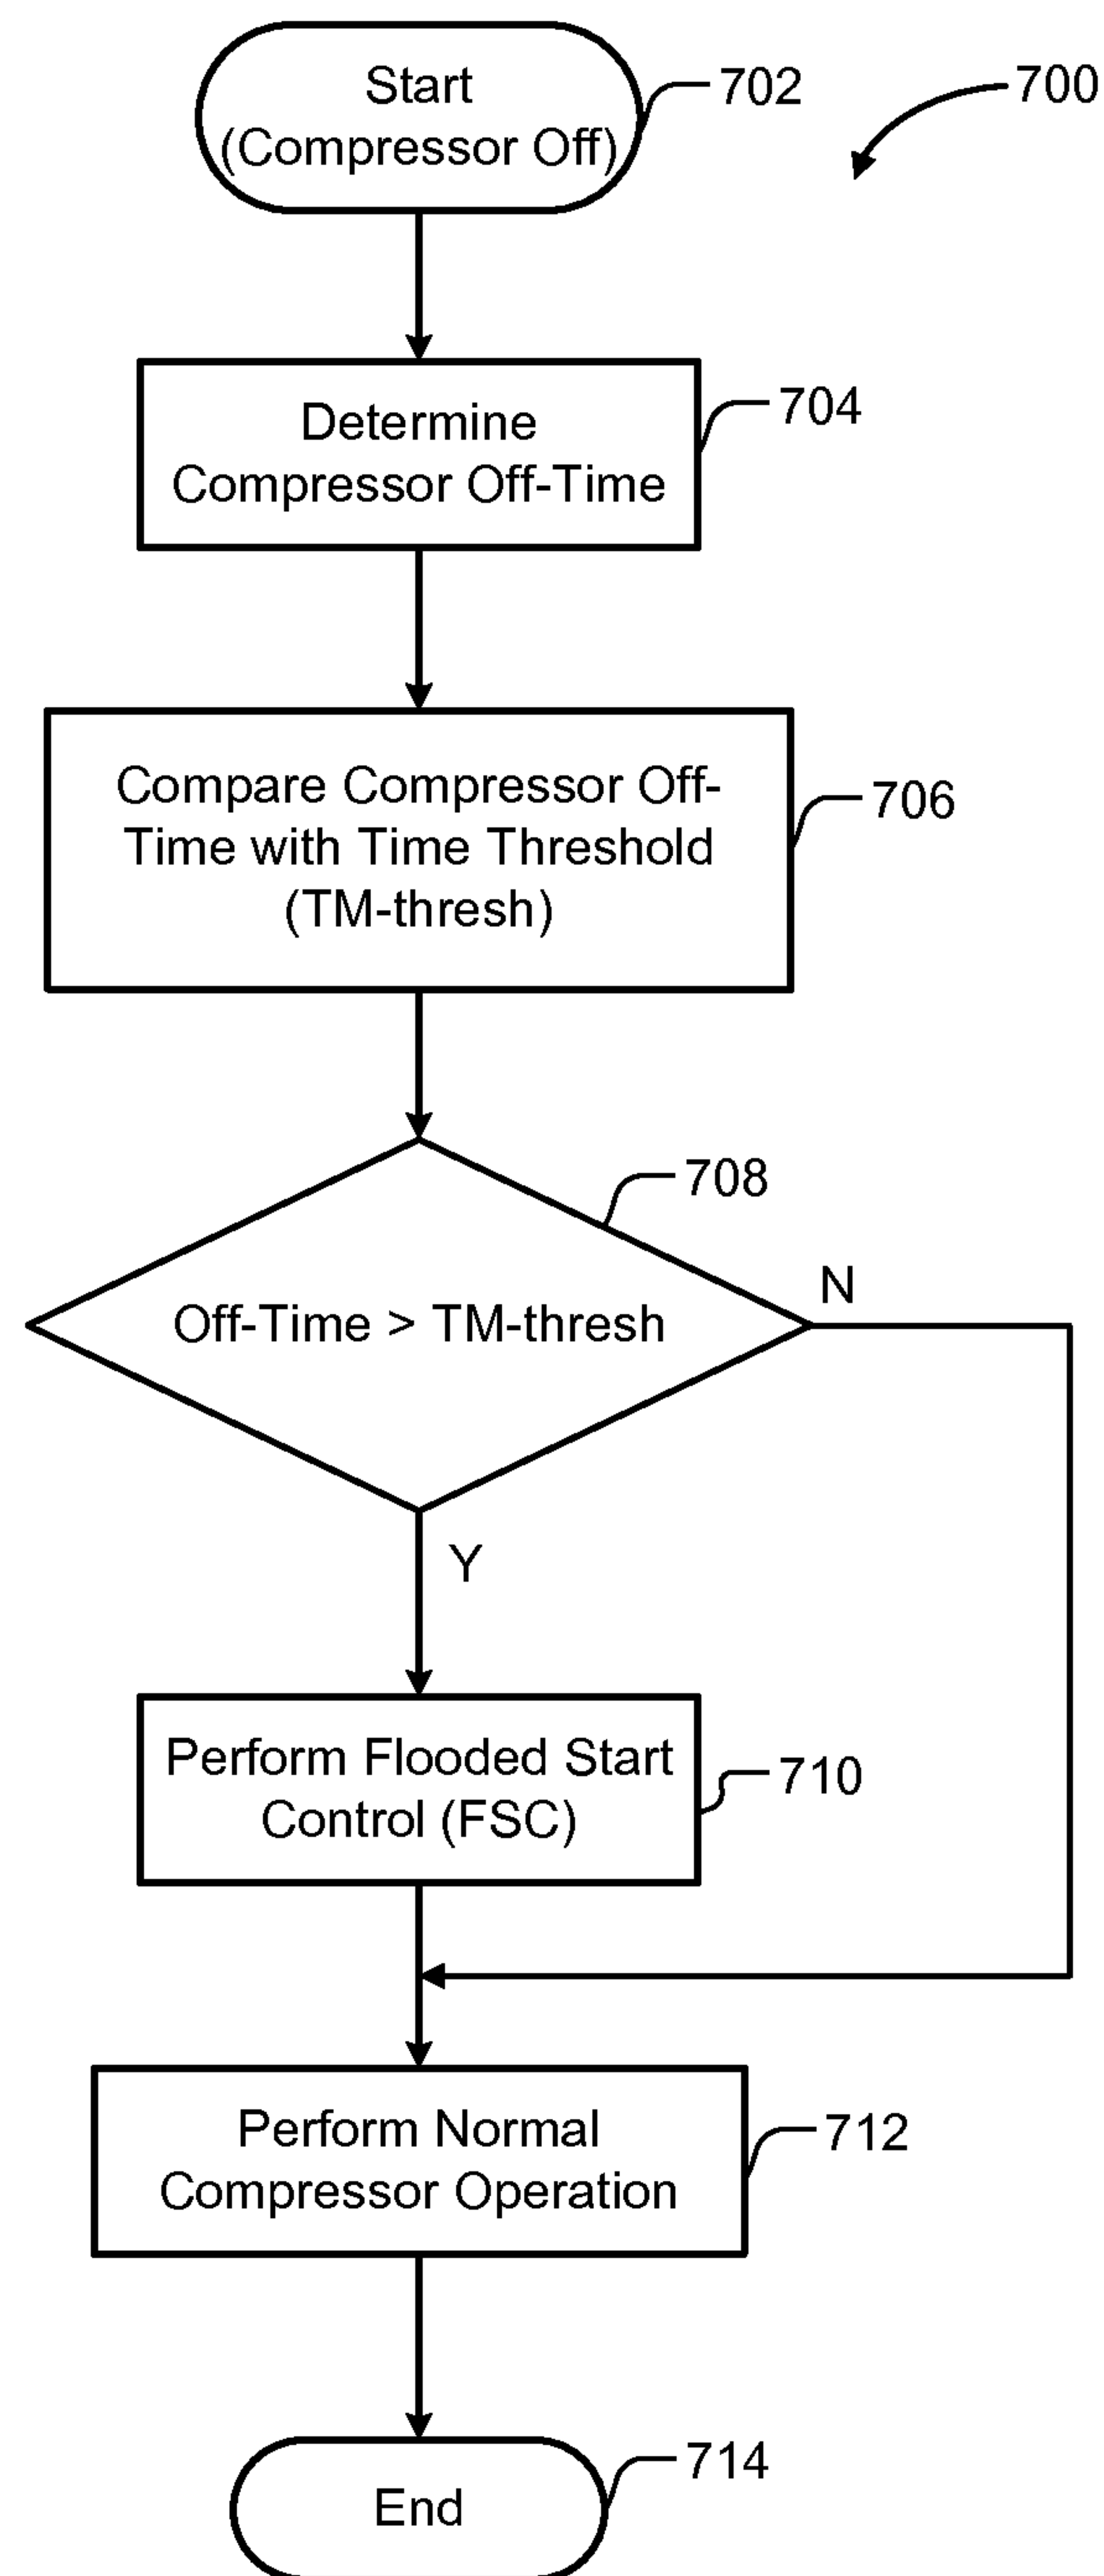 Start
(Compressor Off)
702
700
Determine
Compressor Off-Time
704
Compare Compressor Off-
Time with Time Threshold
(TM-thresh)
706
708
Off-Time > TM-thresh
N
Y
Perform Flooded Start
Control (FSC)
710
Perform Normal
Compressor Operation
712
End
714